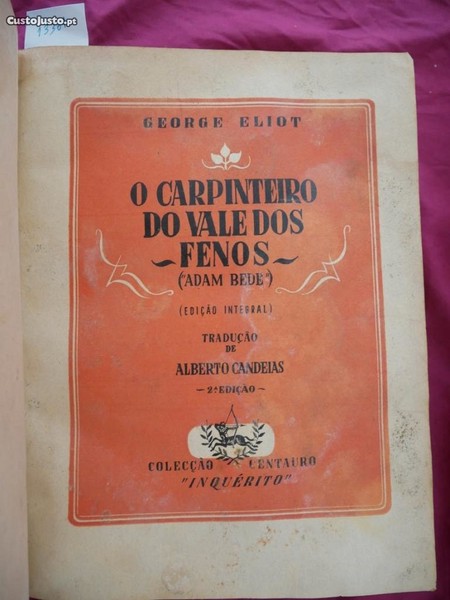 CustoJusto.pt
GEORGE ELIOT
O CARPINTEIRO
DO VALE DOS
~ FENOS ~
("ADAM BEDE")
(EDIÇÃO INTEGRAL)
TRADUÇÃO
DE
ALBERTO CANDEIAS
~ 2ª EDIÇÃO ~
COLECÇÃO CENTAURO
"INQUÉRITO"